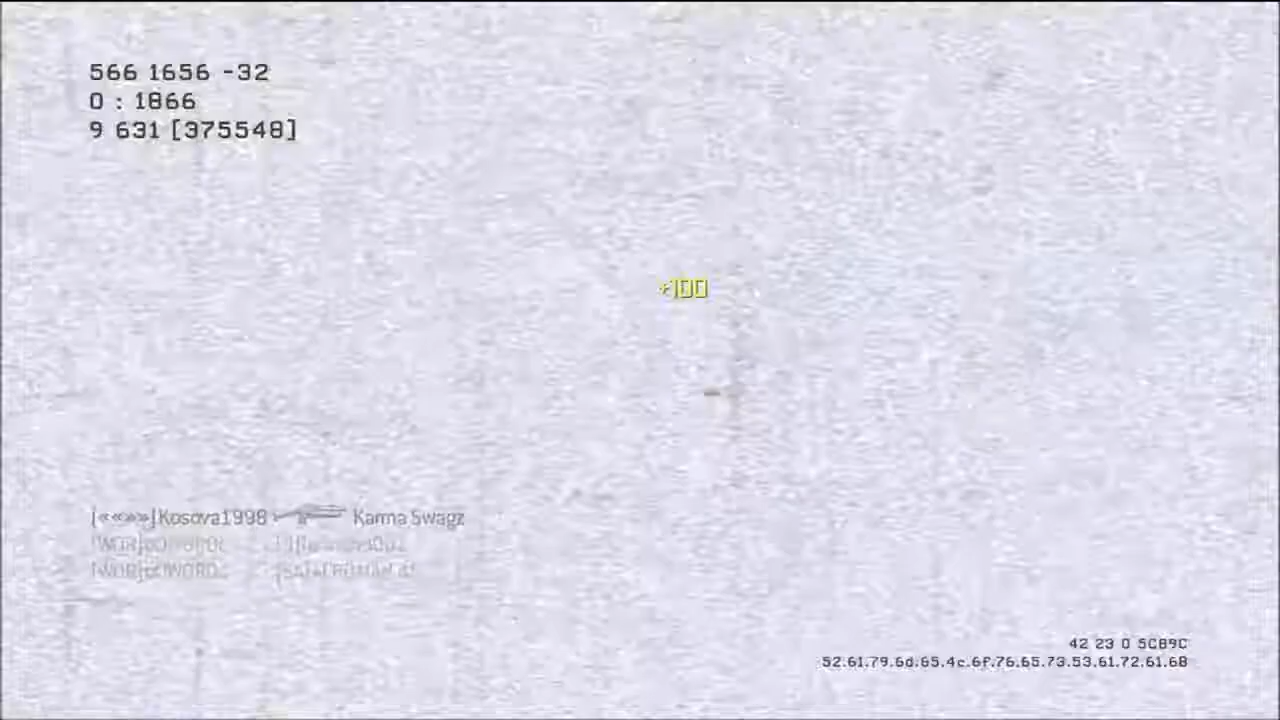 566 1656 -32
0 : 1866
9 631 [375548]
+100
[«««»»]Kosova1998 Karma Swagz
42 23 0 5CB9C
52.61.79.6d.65.4c.6f.76.65.73.53.61.72.61.68